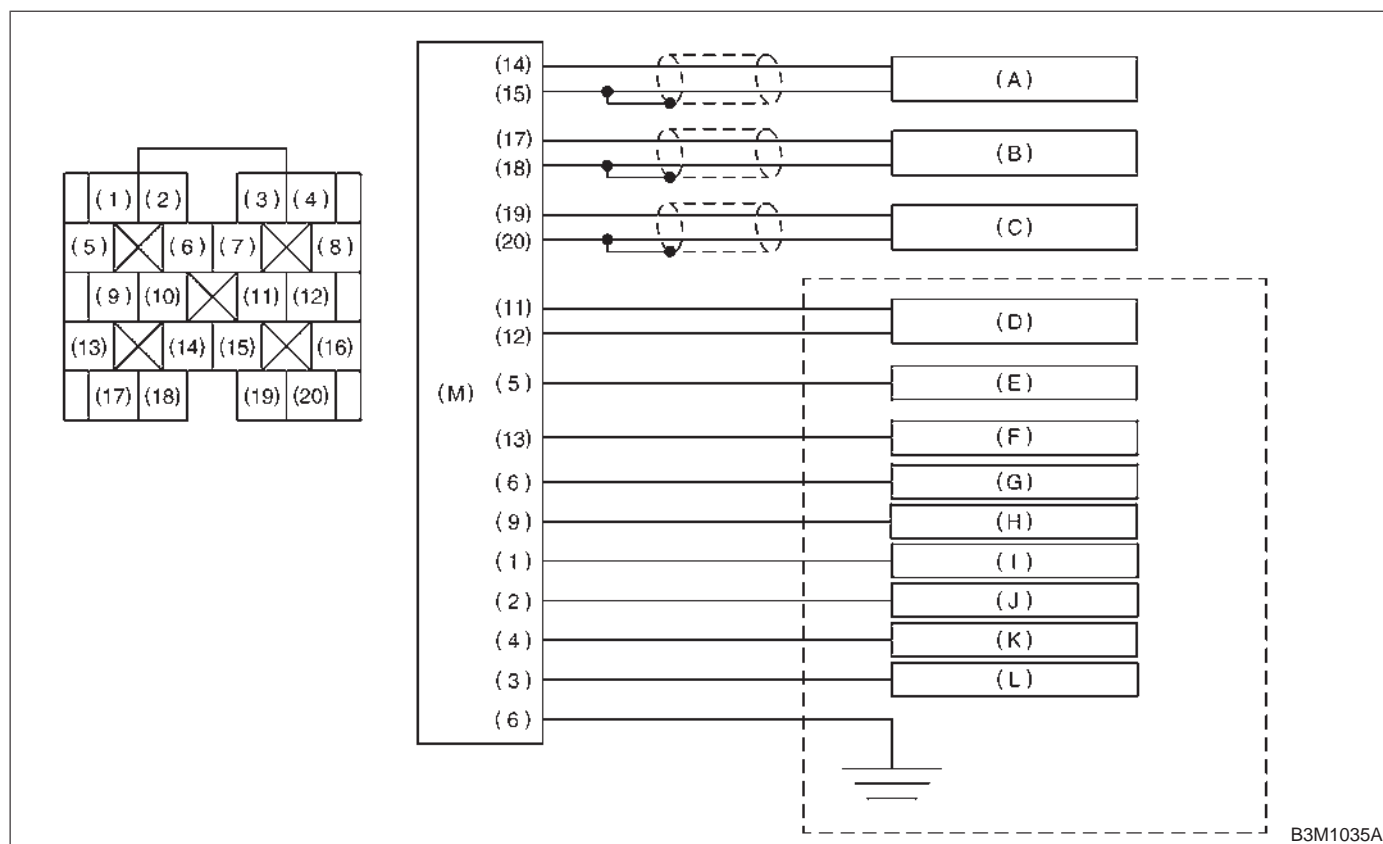 (1) (2) (3) (4)
(5) (6) (7) (8)
(9) (10) (11) (12)
(13) (14) (15) (16)
(17) (18) (19) (20)
(M)
(14) (A)
(15)
(17) (B)
(18)
(19) (C)
(20)
(11) (D)
(12)
(5) (E)
(13) (F)
(6) (G)
(9) (H)
(1) (I)
(2) (J)
(4) (K)
(3) (L)
(6)
B3M1035A